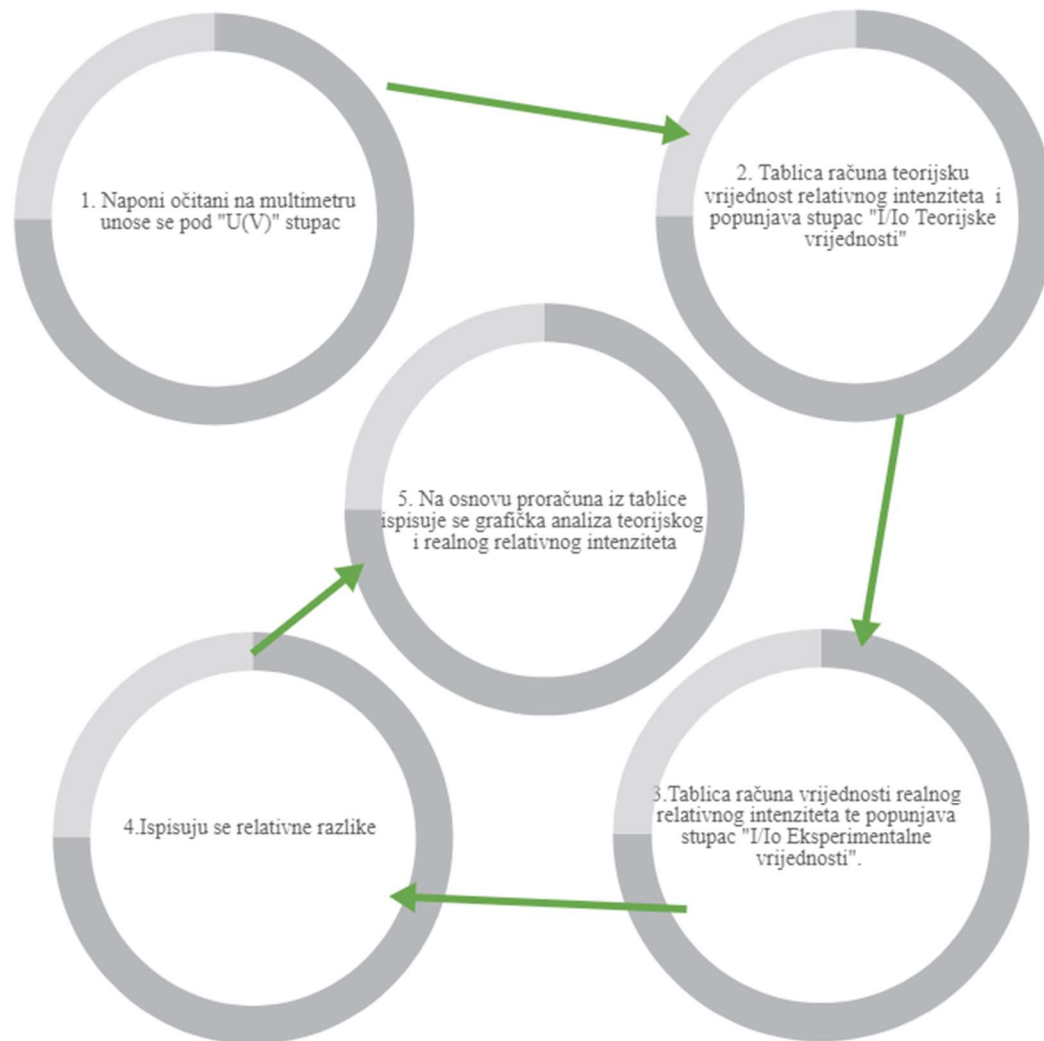 1. Naponi očitani na multimetru
unose se pod "U(V)" stupac
2. Tablica računa teorijsku
vrijednost relativnog intenziteta  i
popunjava stupac "I/Io Teorijske
vrijednosti"
3.Tablica računa vrijednosti realnog
relativnog intenziteta te popunjava
stupac "I/Io Eksperimentalne
vrijednosti".
4.Ispisuju se relativne razlike
5. Na osnovu proračuna iz tablice
ispisuje se grafička analiza teorijskog
i realnog relativnog intenziteta